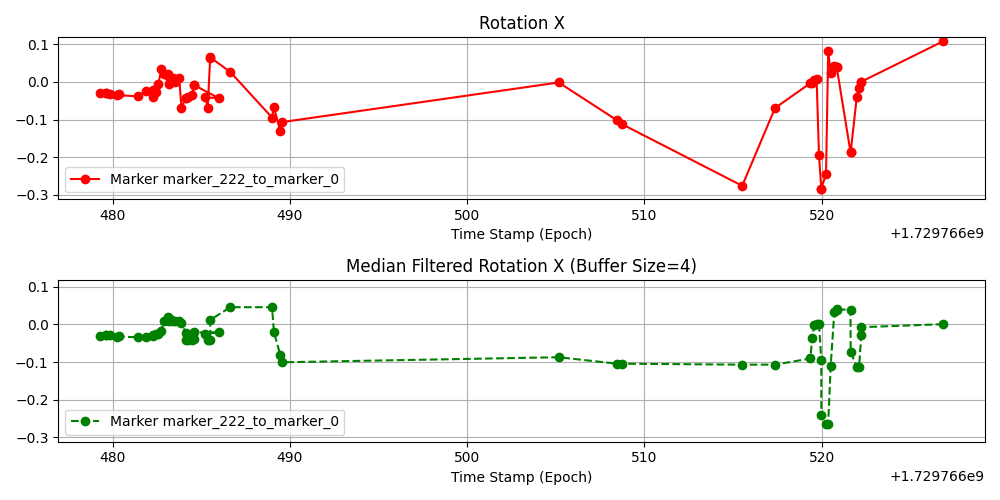 Rotation X
0.1
0.0
−0.1
−0.2
−0.3
Marker marker_222_to_marker_0
480 490 500 510 520
Time Stamp (Epoch)
+1.729766e9
Median Filtered Rotation X (Buffer Size=4)
0.1
0.0
−0.1
−0.2
−0.3
Marker marker_222_to_marker_0
480 490 500 510 520
Time Stamp (Epoch)
+1.729766e9